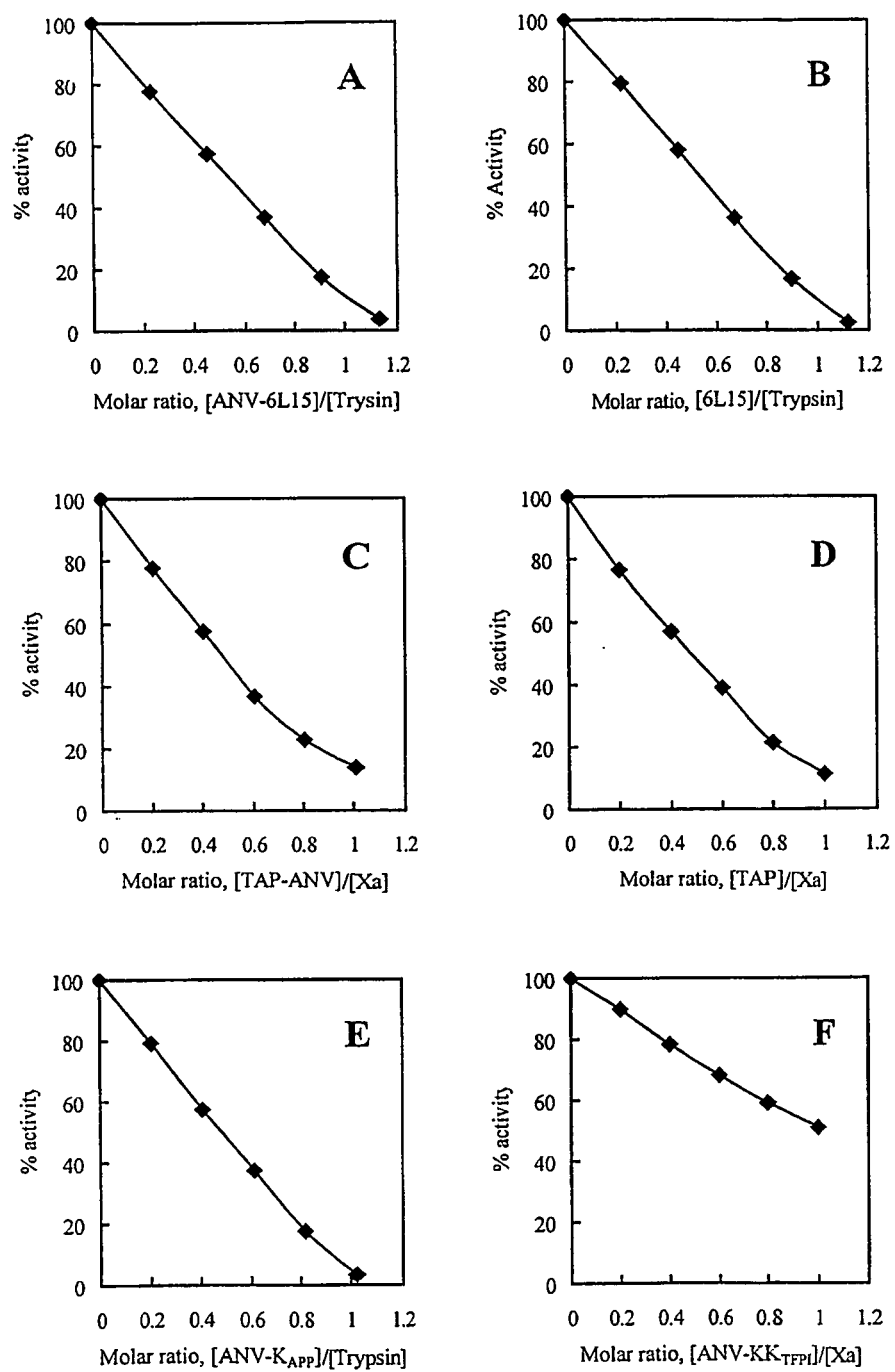 100
80
60
40
20
0
% activity
A
0 0.2 0.4 0.6 0.8 1 1.2
Molar ratio, [ANV-6L15]/[Trysin]
100
80
60
40
20
0
% Activity
B
0 0.2 0.4 0.6 0.8 1 1.2
Molar ratio, [6L15]/[Trypsin]
100
80
60
40
20
0
% activity
C
0 0.2 0.4 0.6 0.8 1 1.2
Molar ratio, [TAP-ANV]/[Xa]
100
80
60
40
20
0
% activity
D
0 0.2 0.4 0.6 0.8 1 1.2
Molar ratio, [TAP]/[Xa]
100
80
60
40
20
0
% activity
E
0 0.2 0.4 0.6 0.8 1 1.2
Molar ratio, [ANV-KAPP]/[Trypsin]
100
80
60
40
20
0
% activity
F
0 0.2 0.4 0.6 0.8 1 1.2
Molar ratio, [ANV-KKTFPI]/[Xa]